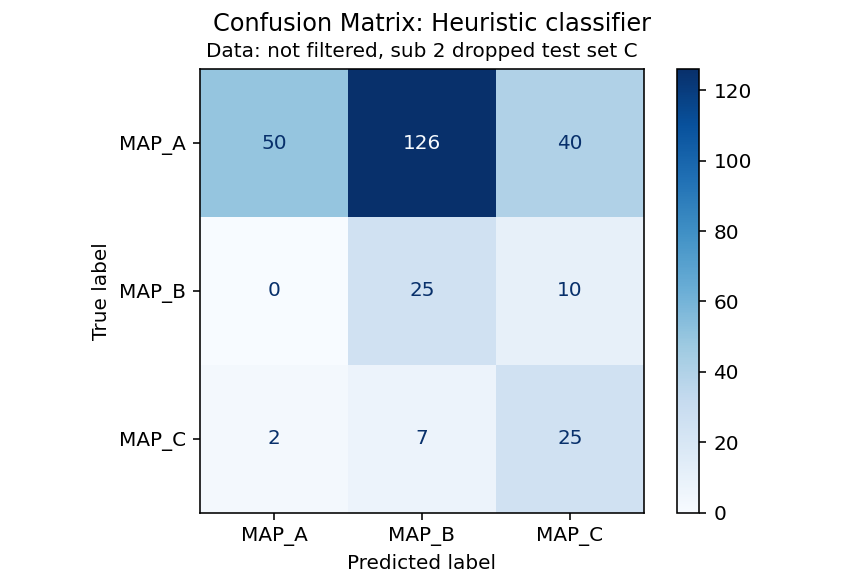 Confusion Matrix: Heuristic classifier
Data: not filtered, sub 2 dropped test set C
MAP_A 50 126 40
MAP_B 0 25 10
MAP_C 2 7 25
MAP_A MAP_B MAP_C
Predicted label
True label
120
100
80
60
40
20
0